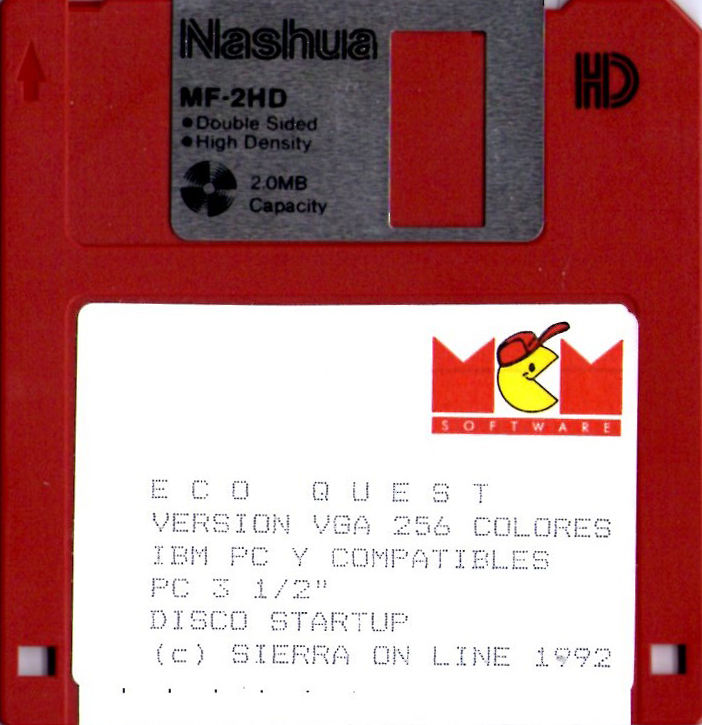 Nashua
HD
MF-2HD
●Double Sided
●High Density
2.0MB
Capacity
MCM
SOFTWARE
ECO QUEST
VERSION VGA 256 COLORES
IBM PC Y COMPATIBLES
PC 3 1/2"
DISCO STARTUP
(c) SIERRA ON LINE 1992